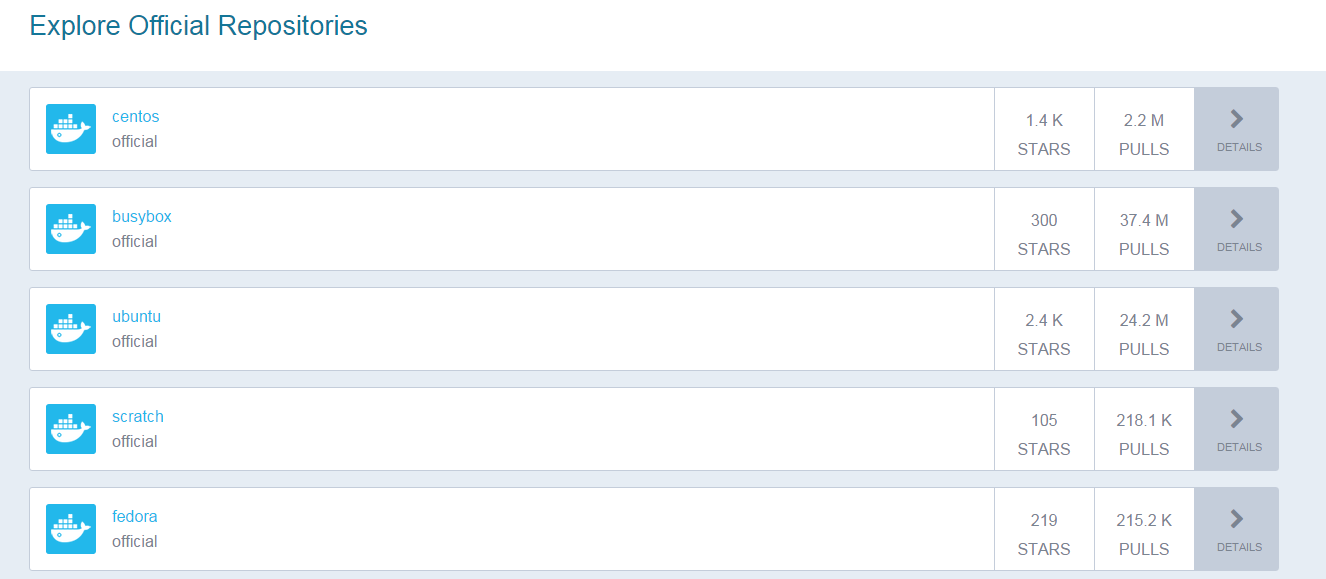 Explore Official Repositories
centos
official
1.4 K
STARS
2.2 M
PULLS
DETAILS
busybox
official
300
STARS
37.4 M
PULLS
DETAILS
ubuntu
official
2.4 K
STARS
24.2 M
PULLS
DETAILS
scratch
official
105
STARS
218.1 K
PULLS
DETAILS
fedora
official
219
STARS
215.2 K
PULLS
DETAILS